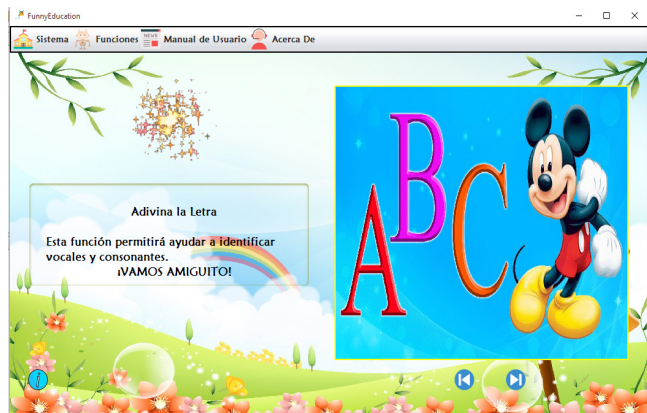 FunnyEducation
Sistema Funciones NEWS Manual de Usuario Acerca De
Adivina la Letra
Esta función permitirá ayudar a identificar
vocales y consonantes.
¡VAMOS AMIGUITO!
A B C
i